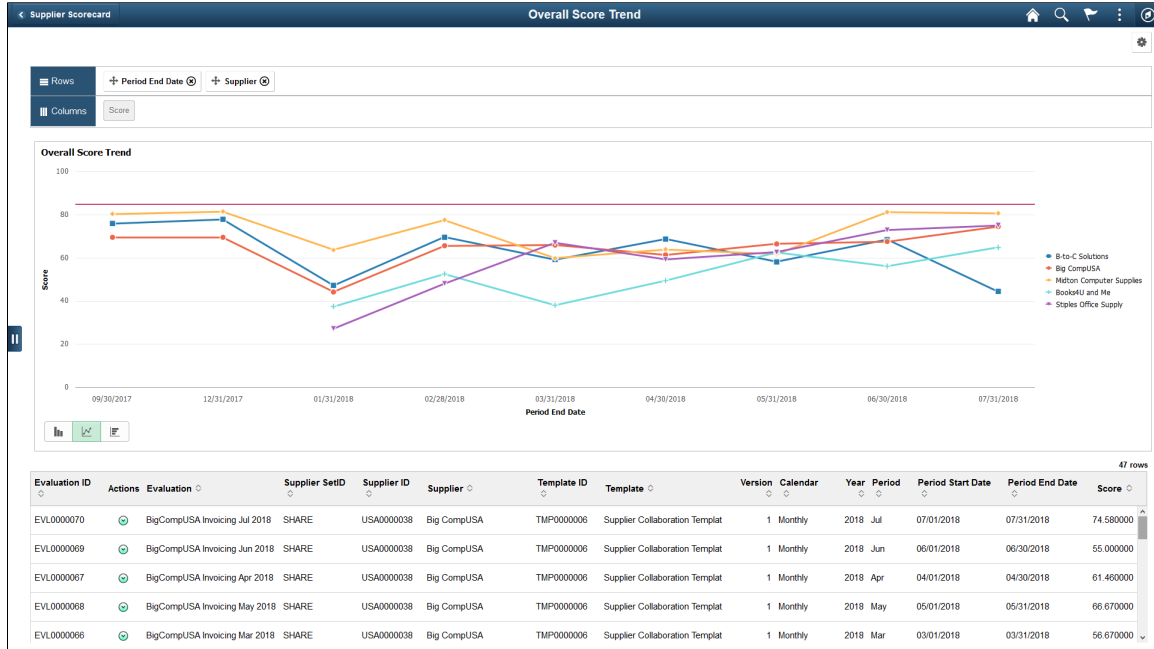 Supplier Scorecard
Overall Score Trend
Rows
Period End Date
Supplier
Columns
Score
Overall Score Trend
100
80
60
40
20
0
Score
09/30/2017 12/31/2017 01/31/2018 02/28/2018 03/31/2018 04/30/2018 05/31/2018 06/30/2018 07/31/2018
Period End Date
B-to-C Solutions
Big CompUSA
Midton Computer Supplies
Books4U and Me
Stiples Office Supply
47 rows
Evaluation ID Actions Evaluation Supplier SetID Supplier ID Supplier Template ID Template Version Calendar Year Period Period Start Date Period End Date Score
EVL0000070 BigCompUSA Invoicing Jul 2018 SHARE USA0000038 Big CompUSA TMP0000006 Supplier Collaboration Templat 1 Monthly 2018 Jul 07/01/2018 07/31/2018 74.580000
EVL0000069 BigCompUSA Invoicing Jun 2018 SHARE USA0000038 Big CompUSA TMP0000006 Supplier Collaboration Templat 1 Monthly 2018 Jun 06/01/2018 06/30/2018 55.000000
EVL0000067 BigCompUSA Invoicing Apr 2018 SHARE USA0000038 Big CompUSA TMP0000006 Supplier Collaboration Templat 1 Monthly 2018 Apr 04/01/2018 04/30/2018 61.460000
EVL0000068 BigCompUSA Invoicing May 2018 SHARE USA0000038 Big CompUSA TMP0000006 Supplier Collaboration Templat 1 Monthly 2018 May 05/01/2018 05/31/2018 66.670000
EVL0000066 BigCompUSA Invoicing Mar 2018 SHARE USA0000038 Big CompUSA TMP0000006 Supplier Collaboration Templat 1 Monthly 2018 Mar 03/01/2018 03/31/2018 56.670000